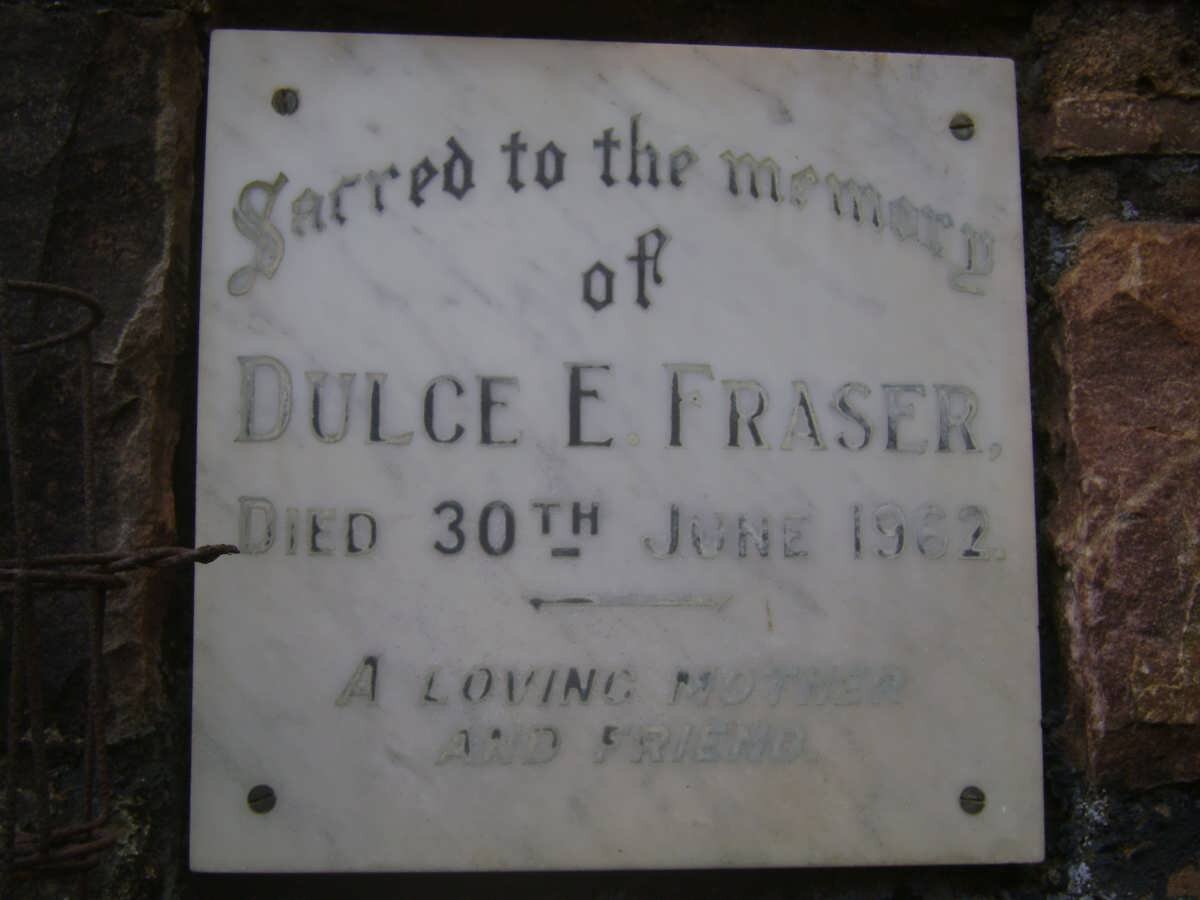 Sacred to the memory
of
DULCE E. FRASER,
DIED 30TH JUNE 1962.
A LOVING MOTHER
AND FRIEND.